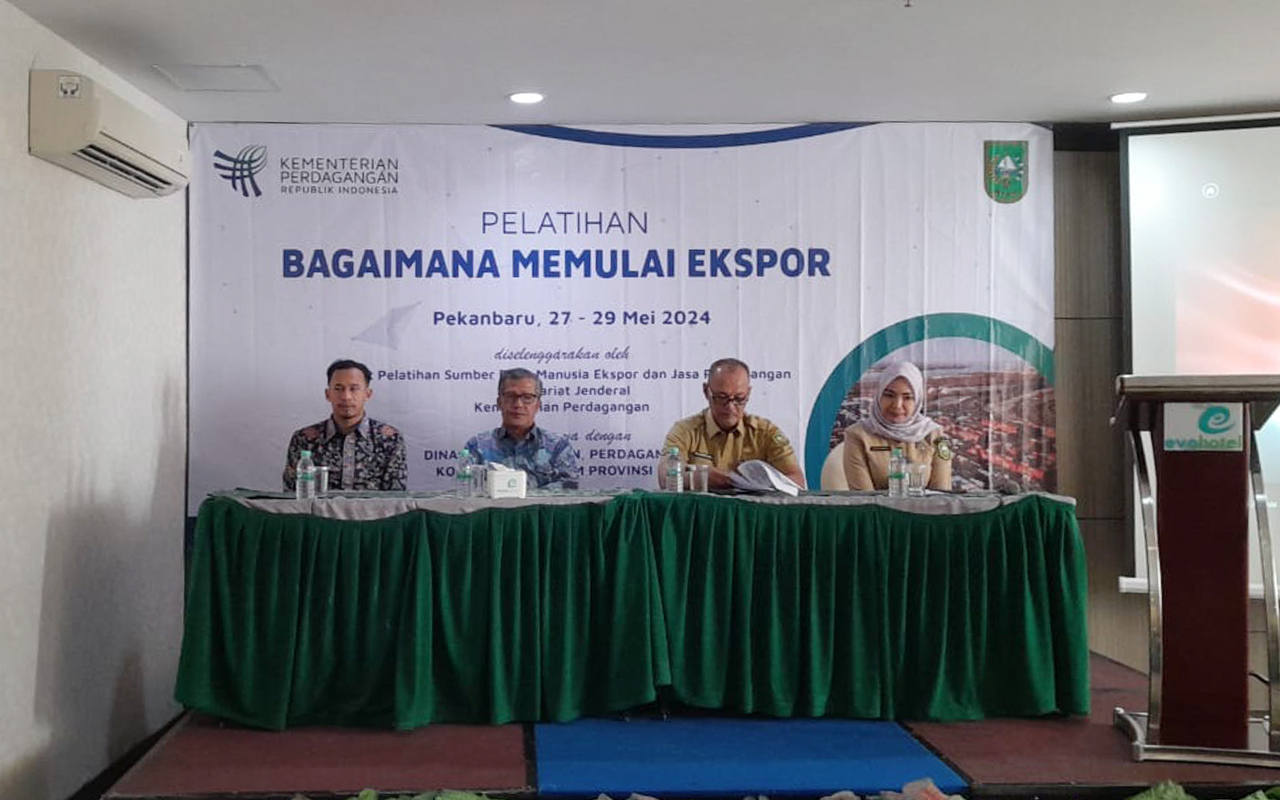 KEMENTERIAN
PERDAGANGAN
REPUBLIK INDONESIA
PELATIHAN
BAGAIMANA MEMULAI EKSPOR
Pekanbaru, 27 - 29 Mei 2024
diselenggarakan oleh
Pelatihan Sumber Manusia Ekspor dan Jasa
Jenderal
Perdagangan
dengan
PROVINSI
evahotel